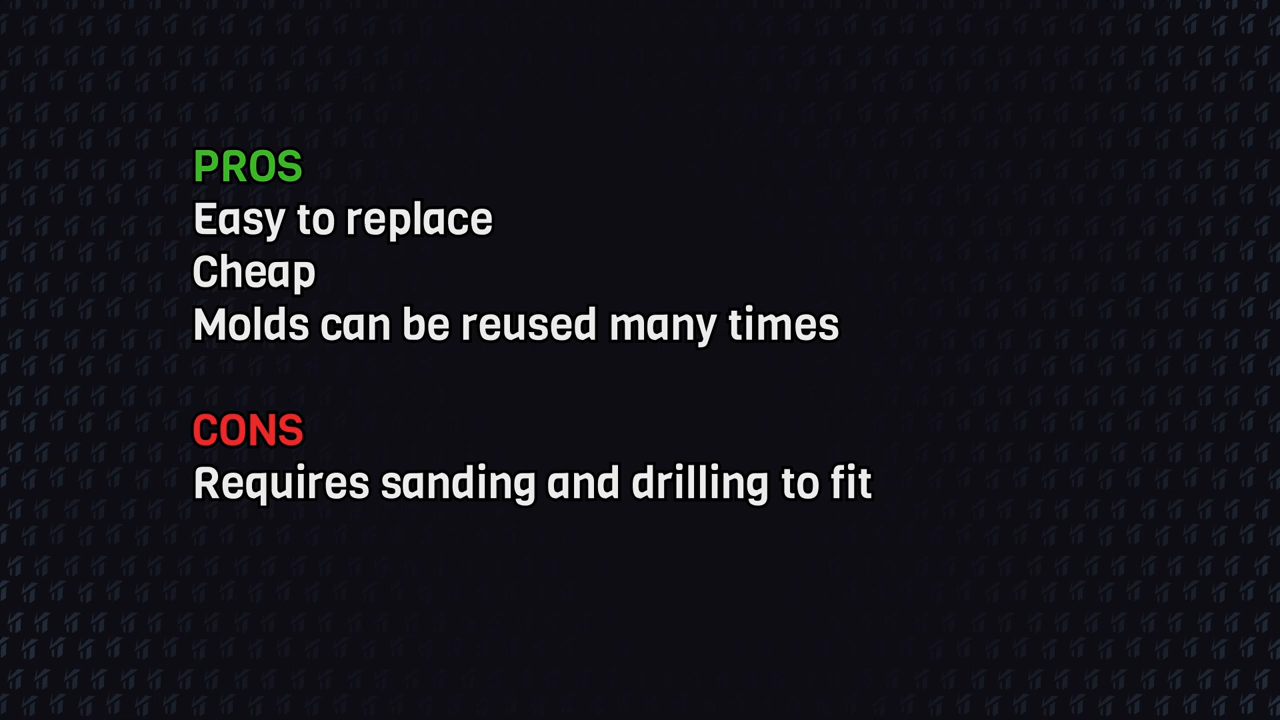 PROS
Easy to replace
Cheap
Molds can be reused many times
CONS
Requires sanding and drilling to fit